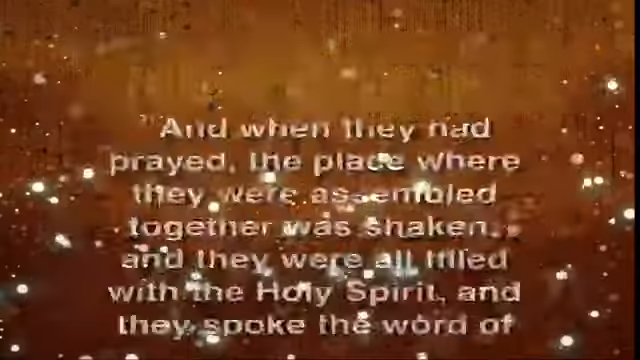 "And when they had
prayed, the place where
they were assembled
together was shaken,
and they were all filled
with the Holy Spirit, and
they spoke the word of